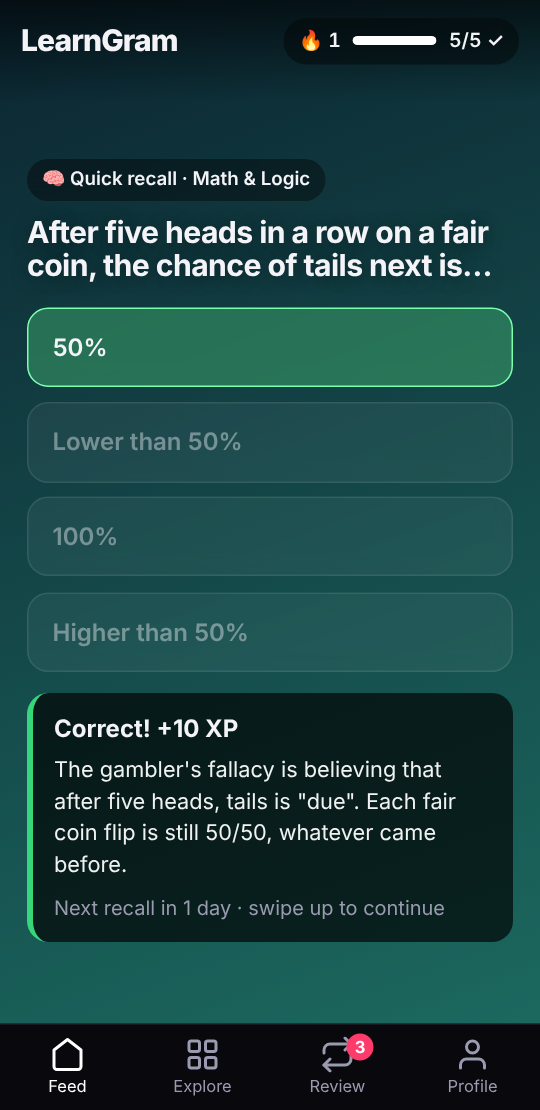 LearnGram
🔥 1 5/5 ✓
🧠 Quick recall · Math & Logic
After five heads in a row on a fair
coin, the chance of tails next is…
50%
Lower than 50%
100%
Higher than 50%
Correct! +10 XP
The gambler's fallacy is believing that
after five heads, tails is "due". Each fair
coin flip is still 50/50, whatever came
before.
Next recall in 1 day · swipe up to continue
3
Feed
Explore
Review
Profile